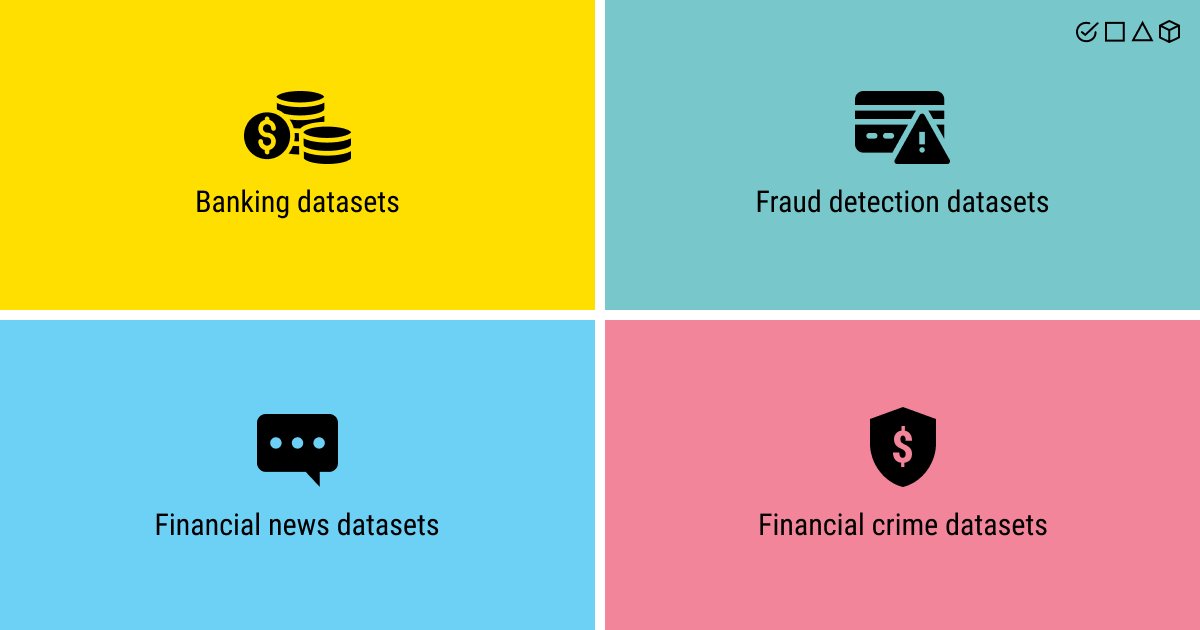 Banking datasets
Fraud detection datasets
Financial news datasets
Financial crime datasets